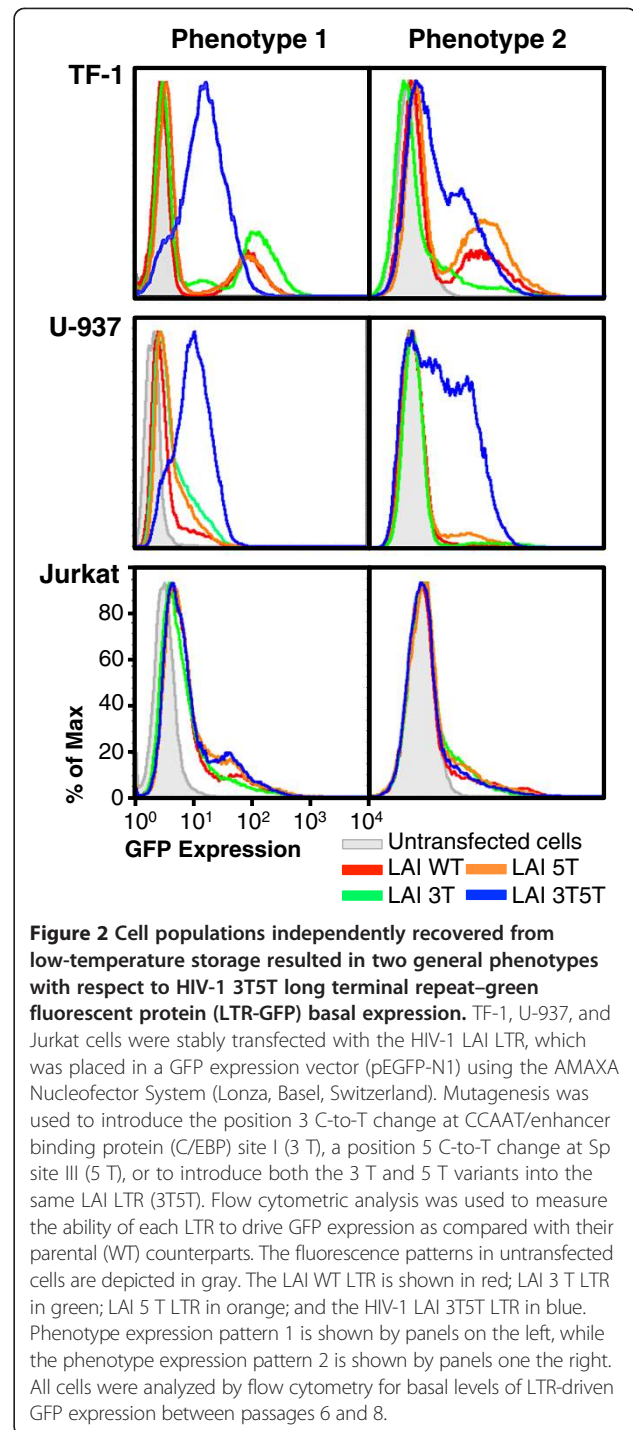 Phenotype 1 Phenotype 2
TF-1
U-937
Jurkat
80
60
40
20
0
% of Max
10⁰ 10¹ 10² 10³ 10⁴
GFP Expression
Untransfected cells
LAI WT LAI 5T
LAI 3T LAI 3T5T
Figure 2 Cell populations independently recovered from
low-temperature storage resulted in two general phenotypes
with respect to HIV-1 3T5T long terminal repeat–green
fluorescent protein (LTR-GFP) basal expression. TF-1, U-937, and
Jurkat cells were stably transfected with the HIV-1 LAI LTR, which
was placed in a GFP expression vector (pEGFP-N1) using the AMAXA
Nucleofector System (Lonza, Basel, Switzerland). Mutagenesis was
used to introduce the position 3 C-to-T change at CCAAT/enhancer
binding protein (C/EBP) site I (3 T), a position 5 C-to-T change at Sp
site III (5 T), or to introduce both the 3 T and 5 T variants into the
same LAI LTR (3T5T). Flow cytometric analysis was used to measure
the ability of each LTR to drive GFP expression as compared with their
parental (WT) counterparts. The fluorescence patterns in untransfected
cells are depicted in gray. The LAI WT LTR is shown in red; LAI 3 T LTR
in green; LAI 5 T LTR in orange; and the HIV-1 LAI 3T5T LTR in blue.
Phenotype expression pattern 1 is shown by panels on the left, while
the phenotype expression pattern 2 is shown by panels one the right.
All cells were analyzed by flow cytometry for basal levels of LTR-driven
GFP expression between passages 6 and 8.